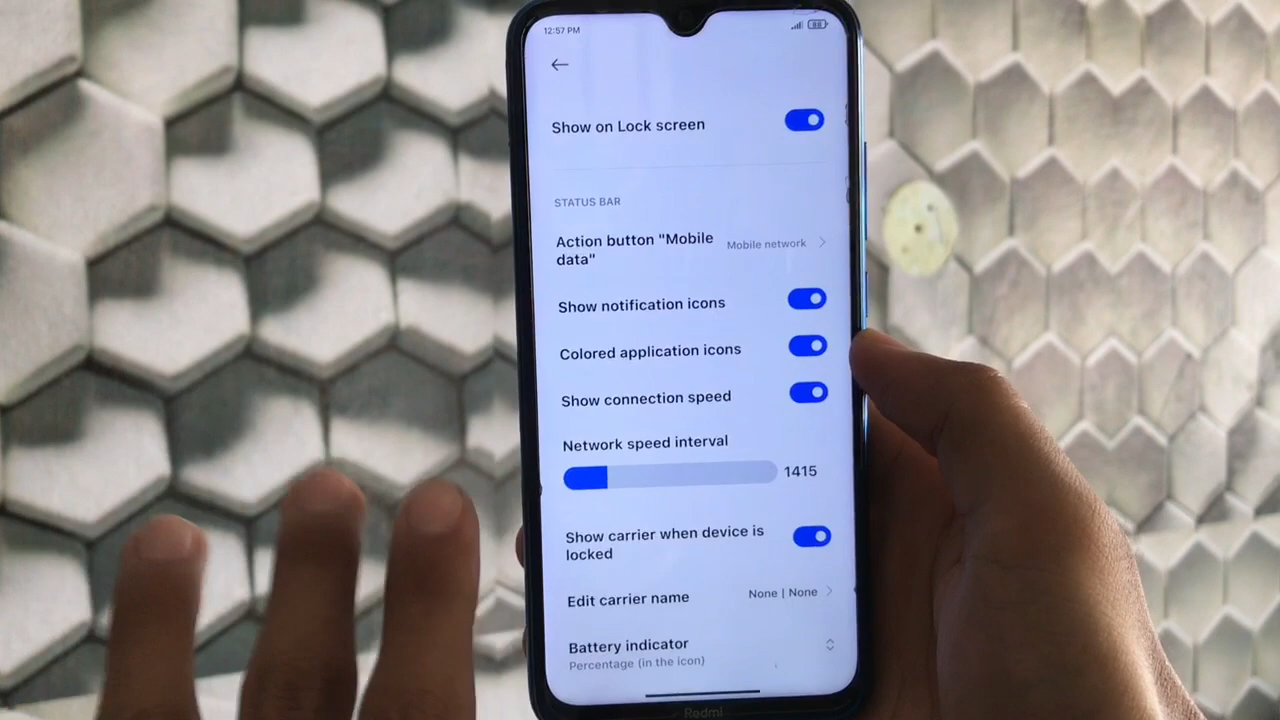 12:57 PM 88
Show on Lock screen
STATUS BAR
Action button "Mobile
data"
Mobile network
Show notification icons
Colored application icons
Show connection speed
Network speed interval
1415
Show carrier when device is
locked
Edit carrier name
None | None
Battery indicator
Percentage (in the icon)
Redmi